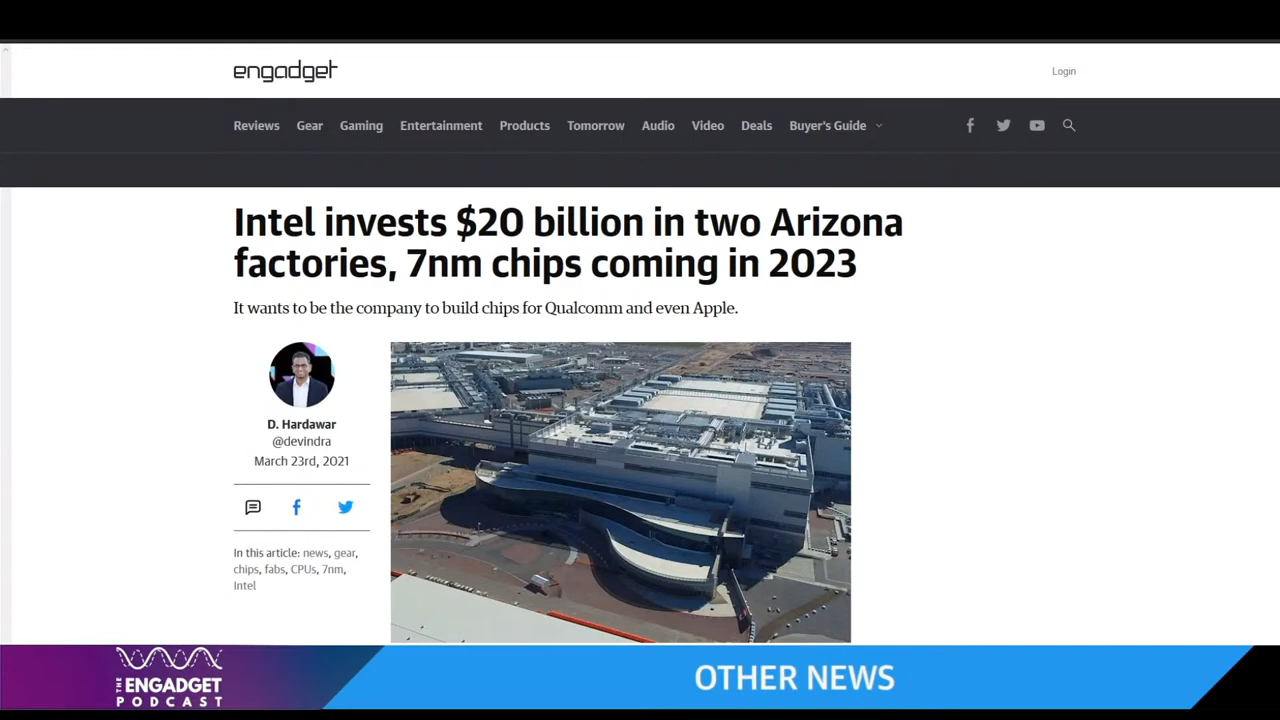 engadget
Login
Reviews Gear Gaming Entertainment Products Tomorrow Audio Video Deals Buyer's Guide
Intel invests $20 billion in two Arizona
factories, 7nm chips coming in 2023
It wants to be the company to build chips for Qualcomm and even Apple.
D. Hardawar
@devindra
March 23rd, 2021
In this article: news, gear,
chips, fabs, CPUs, 7nm,
Intel
THE
ENGADGET
PODCAST
OTHER NEWS